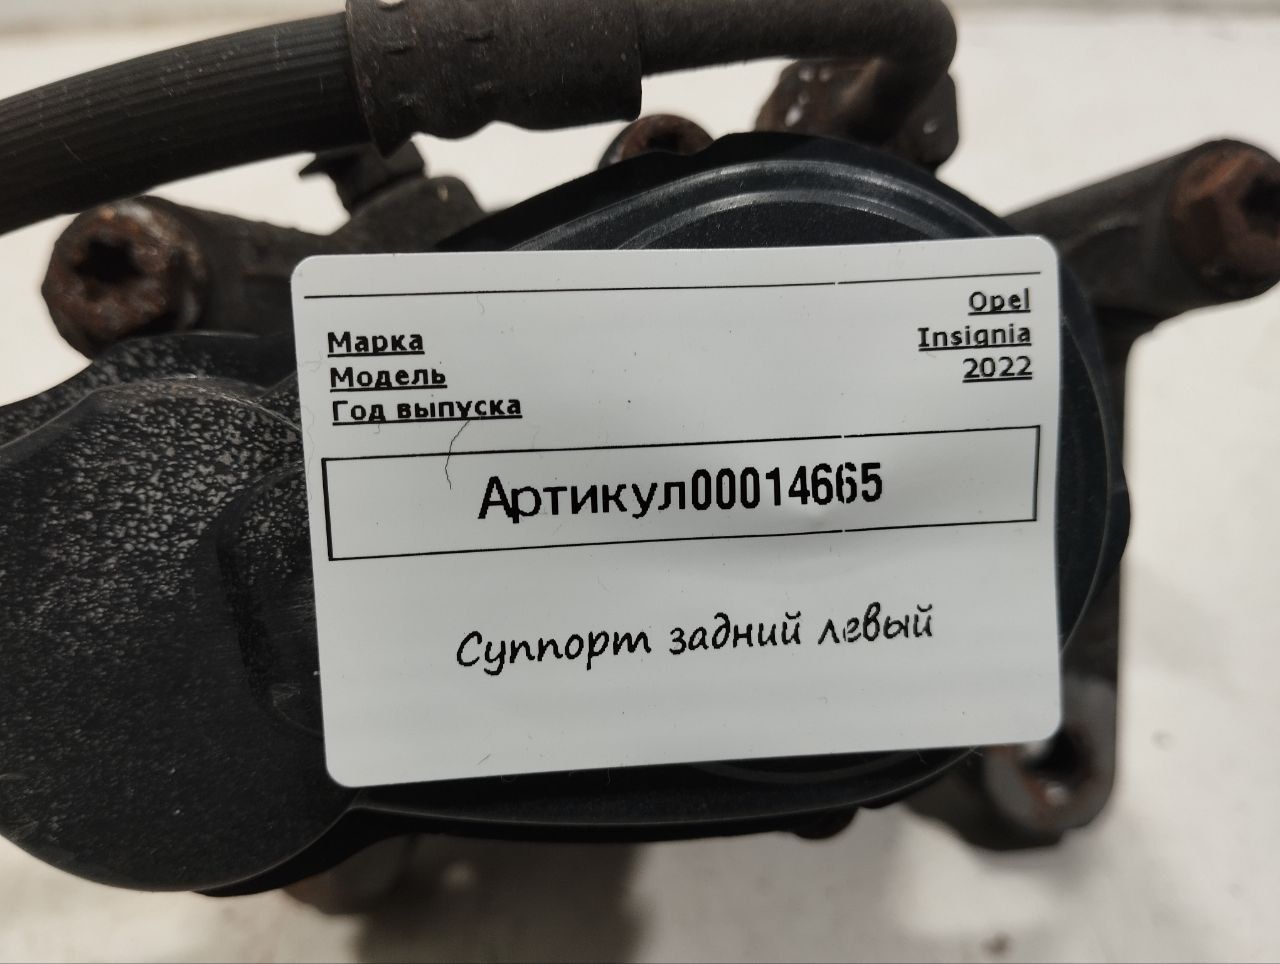 Марка Opel
Модель Insignia
Год выпуска 2022
Артикул00014665
Суппорт задний левый